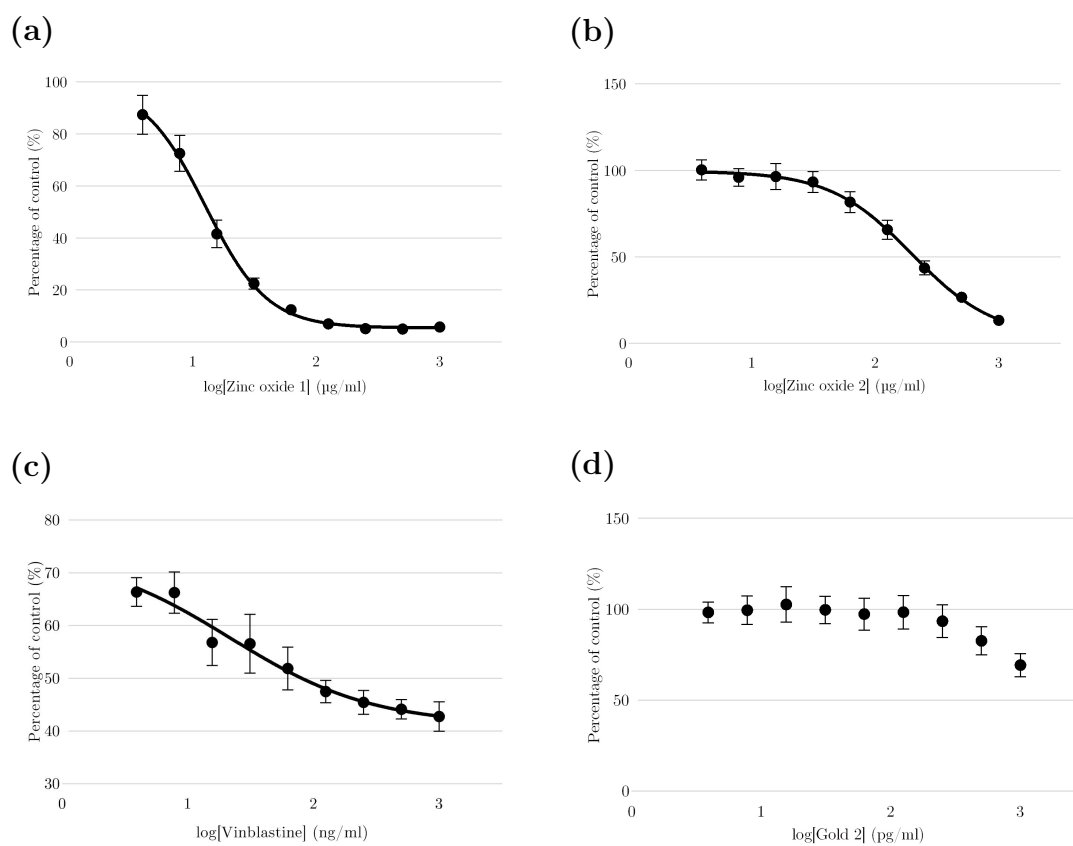 (a)
Percentage of control (%)
100
80
60
40
20
0
0 1 2 3
log[Zinc oxide 1] (µg/ml)
(b)
Percentage of control (%)
150
100
50
0
0 1 2 3
log[Zinc oxide 2] (µg/ml)
(c)
Percentage of control (%)
80
70
60
50
40
30
0 1 2 3
log[Vinblastine] (ng/ml)
(d)
Percentage of control (%)
150
100
50
0
0 1 2 3
log[Gold 2] (pg/ml)